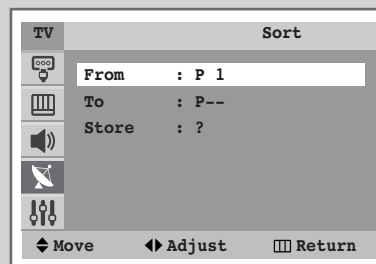 TV Sort
From : P 1
To : P--
Store : ?
Move Adjust Return